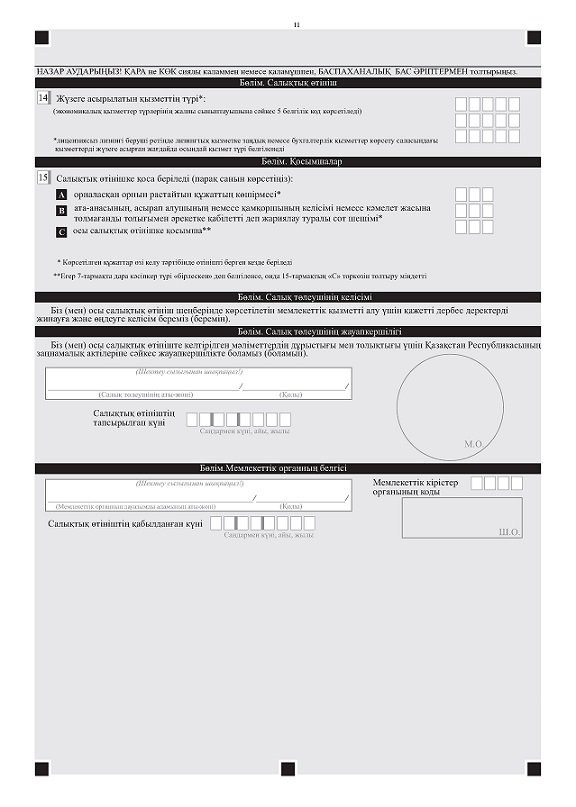 11
НАЗАР АУДАРЫҢЫЗ! ҚАРА не КӨК сиялы қаламмен немесе қаламұшпен, БАСПАХАНАЛЫҚ БАС ӘРІПТЕРМЕН толтырыңыз.
Бөлім. Салықтық өтініш
14 Жүзеге асырылатын қызметтің түрі*:
(экономикалық қызметтер түрлерінің жалпы сыныптауышына сәйкес 5 белгілік код көрсетіледі)
*лицензиясыз лизингі беруші ретінде лизингтық қызметке заңдық немесе бухгалтерлік қызметтер көрсету саласындағы
қызметтерді жүзеге асырған жағдайда осындай қызмет түрі белгіленеді
Бөлім. Қосымшалар
15 Салықтық өтінішке қоса беріледі (парақ санын көрсетіңіз):
A орналасқан орнын растайтын құжаттың көшірмесі*
B ата-анасының, асырап алушының немесе қамқоршының келісімі немесе кәмелет жасына
толмағанды толығымен әрекетке қабілетті деп жариялау туралы сот шешімі*
C осы салықтық өтінішке қосымша**
* Көрсетілген құжаттар өзі келу тәртібінде өтінішті берген кезде беріледі
**Егер 7-тармақта дара кәсіпкер түрі «бірлескен» деп белгіленсе, онда 15-тармақтың «С» торкөзін толтыру міндетті
Бөлім. Салық төлеушінің келісімі
Біз (мен) осы салықтық өтініш шеңберінде көрсетілетін мемлекеттік қызметті алу үшін қажетті дербес деректерді
жинауға және өңдеуге келісім береміз (беремін).
Бөлім. Салық төлеушінің жауапкершілігі
Біз (мен) осы салықтық өтініште келтірілген мәліметтердің дұрыстығы мен толықтығы үшін Қазақстан Республикасының
заңнамалық актілеріне сәйкес жауапкершілікте боламыз (боламын).
(Шектеу сызығынан шықпаңыз!)
/ /
(Салық төлеушінің аты-жөні) (Қолы)
Салықтық өтініштің
тапсырылған күні
Сандармен күні, айы, жылы
М.О.
Бөлім.Мемлекеттік органның белгісі
(Шектеу сызығынан шықпаңыз!)
/ /
(Мемлекеттік органның лауазымды адамының аты-жөні) (Қолы)
Мемлекеттік кірістер
органының коды
Салықтық өтініштің қабылданған күні
Сандармен күні, айы, жылы
Ш.О.